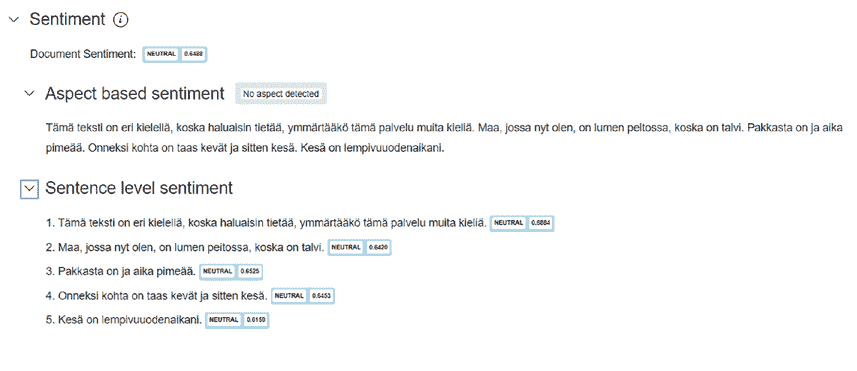 Sentiment
Document Sentiment: NEUTRAL 0.6488
Aspect based sentiment No aspect detected
Tämä teksti on eri kielellä, koska haluaisin tietää, ymmärtääkö tämä palvelu muita kieliä. Maa, jossa nyt olen, on lumen peitossa, koska on talvi. Pakkasta on ja aika
pimeää. Onneksi kohta on taas kevät ja sitten kesä. Kesä on lempivuuodenaikani.
Sentence level sentiment
1. Tämä teksti on eri kielellä, koska haluaisin tietää, ymmärtääkö tämä palvelu muita kieliä. NEUTRAL 0.6884
2. Maa, jossa nyt olen, on lumen peitossa, koska on talvi. NEUTRAL 0.6420
3. Pakkasta on ja aika pimeää. NEUTRAL 0.6525
4. Onneksi kohta on taas kevät ja sitten kesä. NEUTRAL 0.6453
5. Kesä on lempivuuodenaikani. NEUTRAL 0.6159